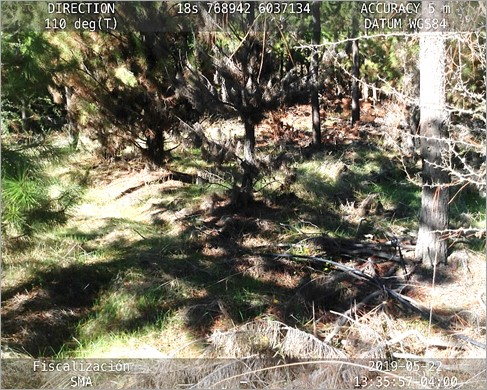 DIRECTION 18s 768942 6037134 ACCURACY 5 m
110 deg(T) DATUM WGS84
Fiscalización 2019-05-22
SMA 13:35:57-04:00